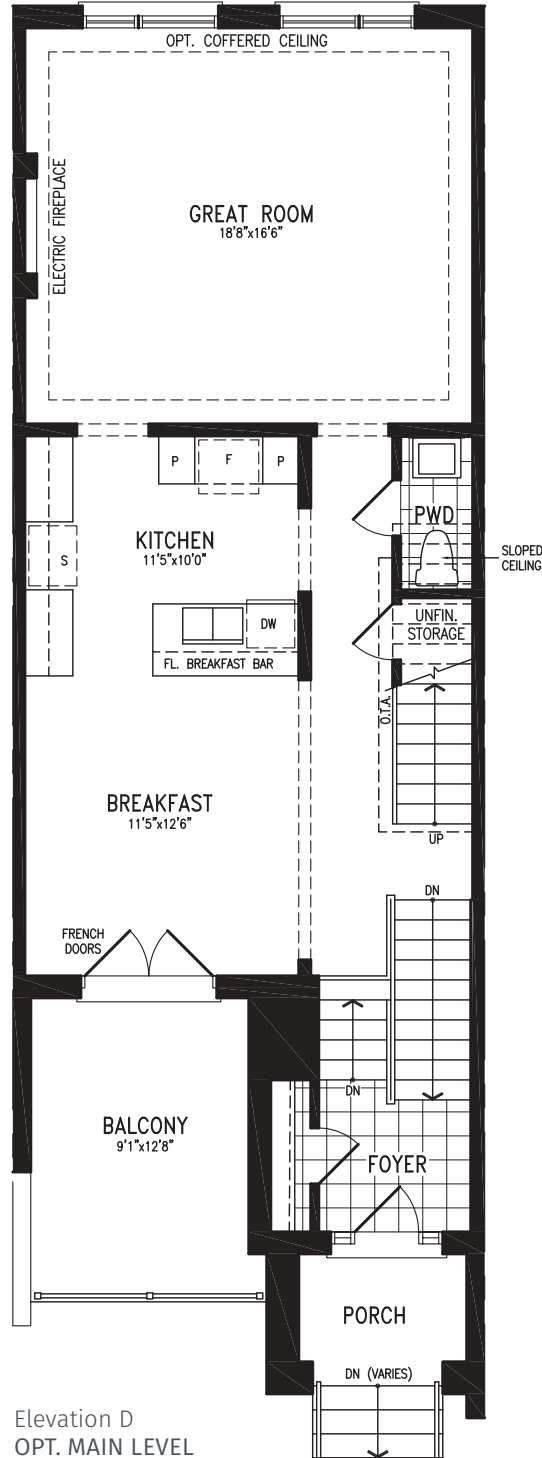 OPT. COFFERED CEILING
ELECTRIC FIREPLACE
GREAT ROOM
18'8"x16'6"
P
F
P
KITCHEN
11'5"x10'0"
S
PWD
SLOPED
CEILING
UNFIN.
STORAGE
DW
FL. BREAKFAST BAR
O.T.A.
BREAKFAST
11'5"x12'6"
UP
DN
FRENCH
DOORS
DN
BALCONY
9'1"x12'8"
FOYER
PORCH
DN (VARIES)
Elevation D
OPT. MAIN LEVEL